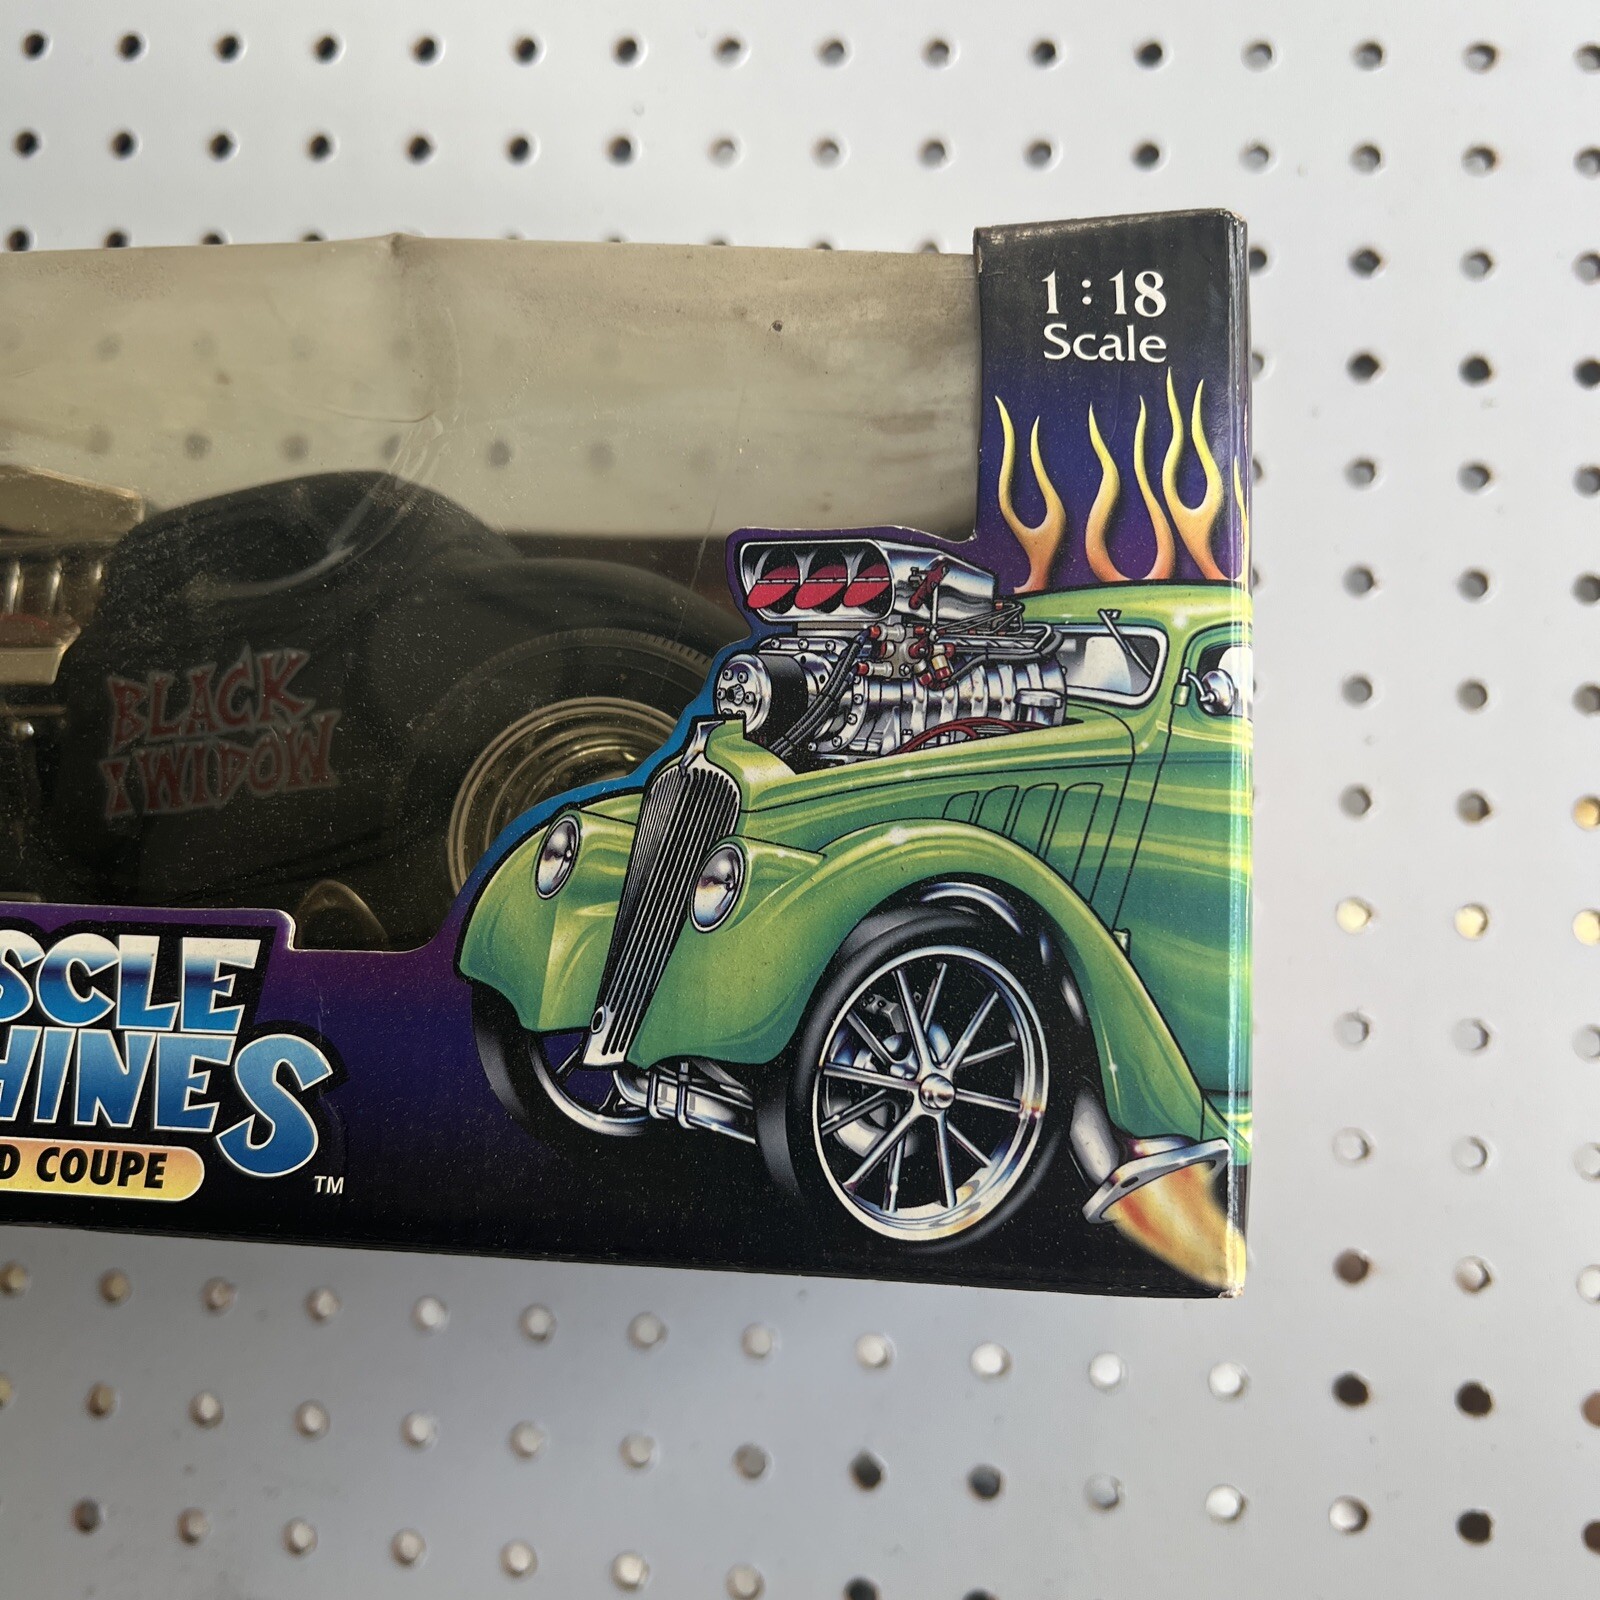 1:18
Scale
BLACK
WIDOW
SCLE
HINES
D COUPE
TM